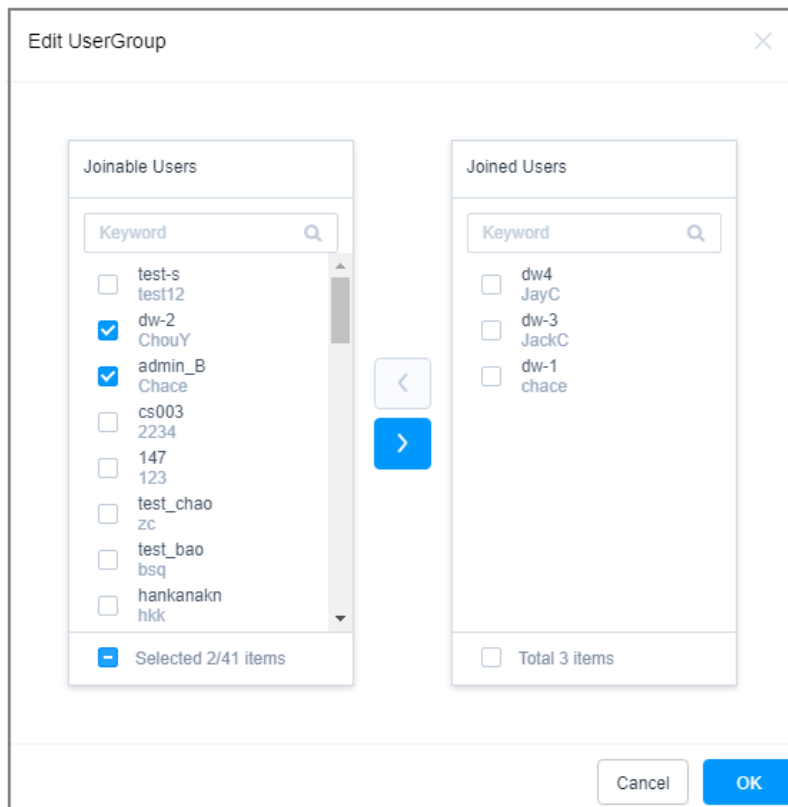 Edit UserGroup
Joinable Users
Keyword
test-s
test12
dw-2
ChouY
admin_B
Chace
cs003
2234
147
123
test_chao
zc
test_bao
bsq
hankanakn
hkk
Selected 2/41 items
Joined Users
Keyword
dw4
JayC
dw-3
JackC
dw-1
chace
Total 3 items
Cancel
OK